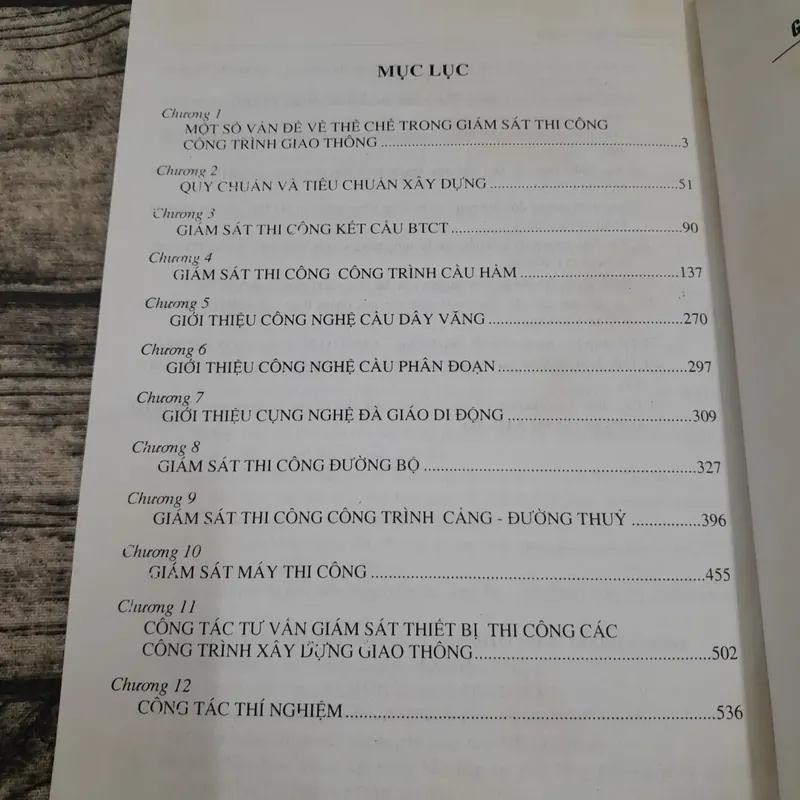 MỤC LỤC
Chương 1
MỘT SỐ VẤN ĐỀ VỀ THỂ CHẾ TRONG GIÁM SÁT THI CÔNG
CÔNG TRÌNH GIAO THÔNG ... 3
Chương 2
QUY CHUẨN VÀ TIÊU CHUẨN XÂY DỰNG ... 51
Chương 3
GIÁM SÁT THI CÔNG KẾT CẤU BTCT ... 90
Chương 4
GIÁM SÁT THI CÔNG CÔNG TRÌNH CẦU HẦM ... 137
Chương 5
GIỚI THIỆU CÔNG NGHỆ CẦU DÂY VĂNG ... 270
Chương 6
GIỚI THIỆU CÔNG NGHỆ CẦU PHÂN ĐOẠN ... 297
Chương 7
GIỚI THIỆU CỤNG NGHỆ ĐÀ GIÁO DI ĐỘNG ... 309
Chương 8
GIÁM SÁT THI CÔNG ĐƯỜNG BỘ ... 327
Chương 9
GIÁM SÁT THI CÔNG CÔNG TRÌNH CẢNG - ĐƯỜNG THUỶ ... 396
Chương 10
GIÁM SÁT MÁY THI CÔNG ... 455
Chương 11
CÔNG TÁC TƯ VẤN GIÁM SÁT THIẾT BỊ THI CÔNG CÁC
CÔNG TRÌNH XÂY DỰNG GIAO THÔNG ... 502
Chương 12
CÔNG TÁC THÍ NGHIỆM ... 536